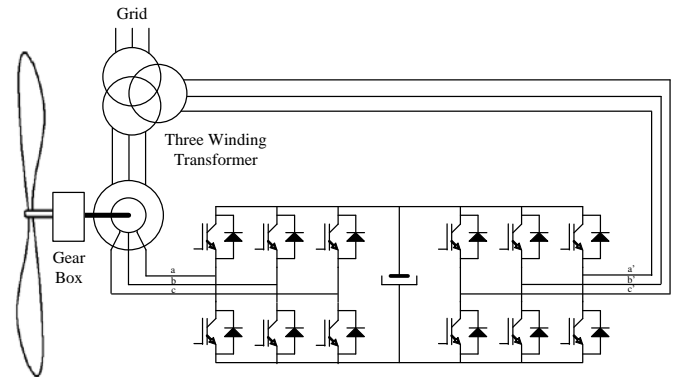 Grid
Three Winding
Transformer
Gear
Box
a
b
c
a'
b'
c'